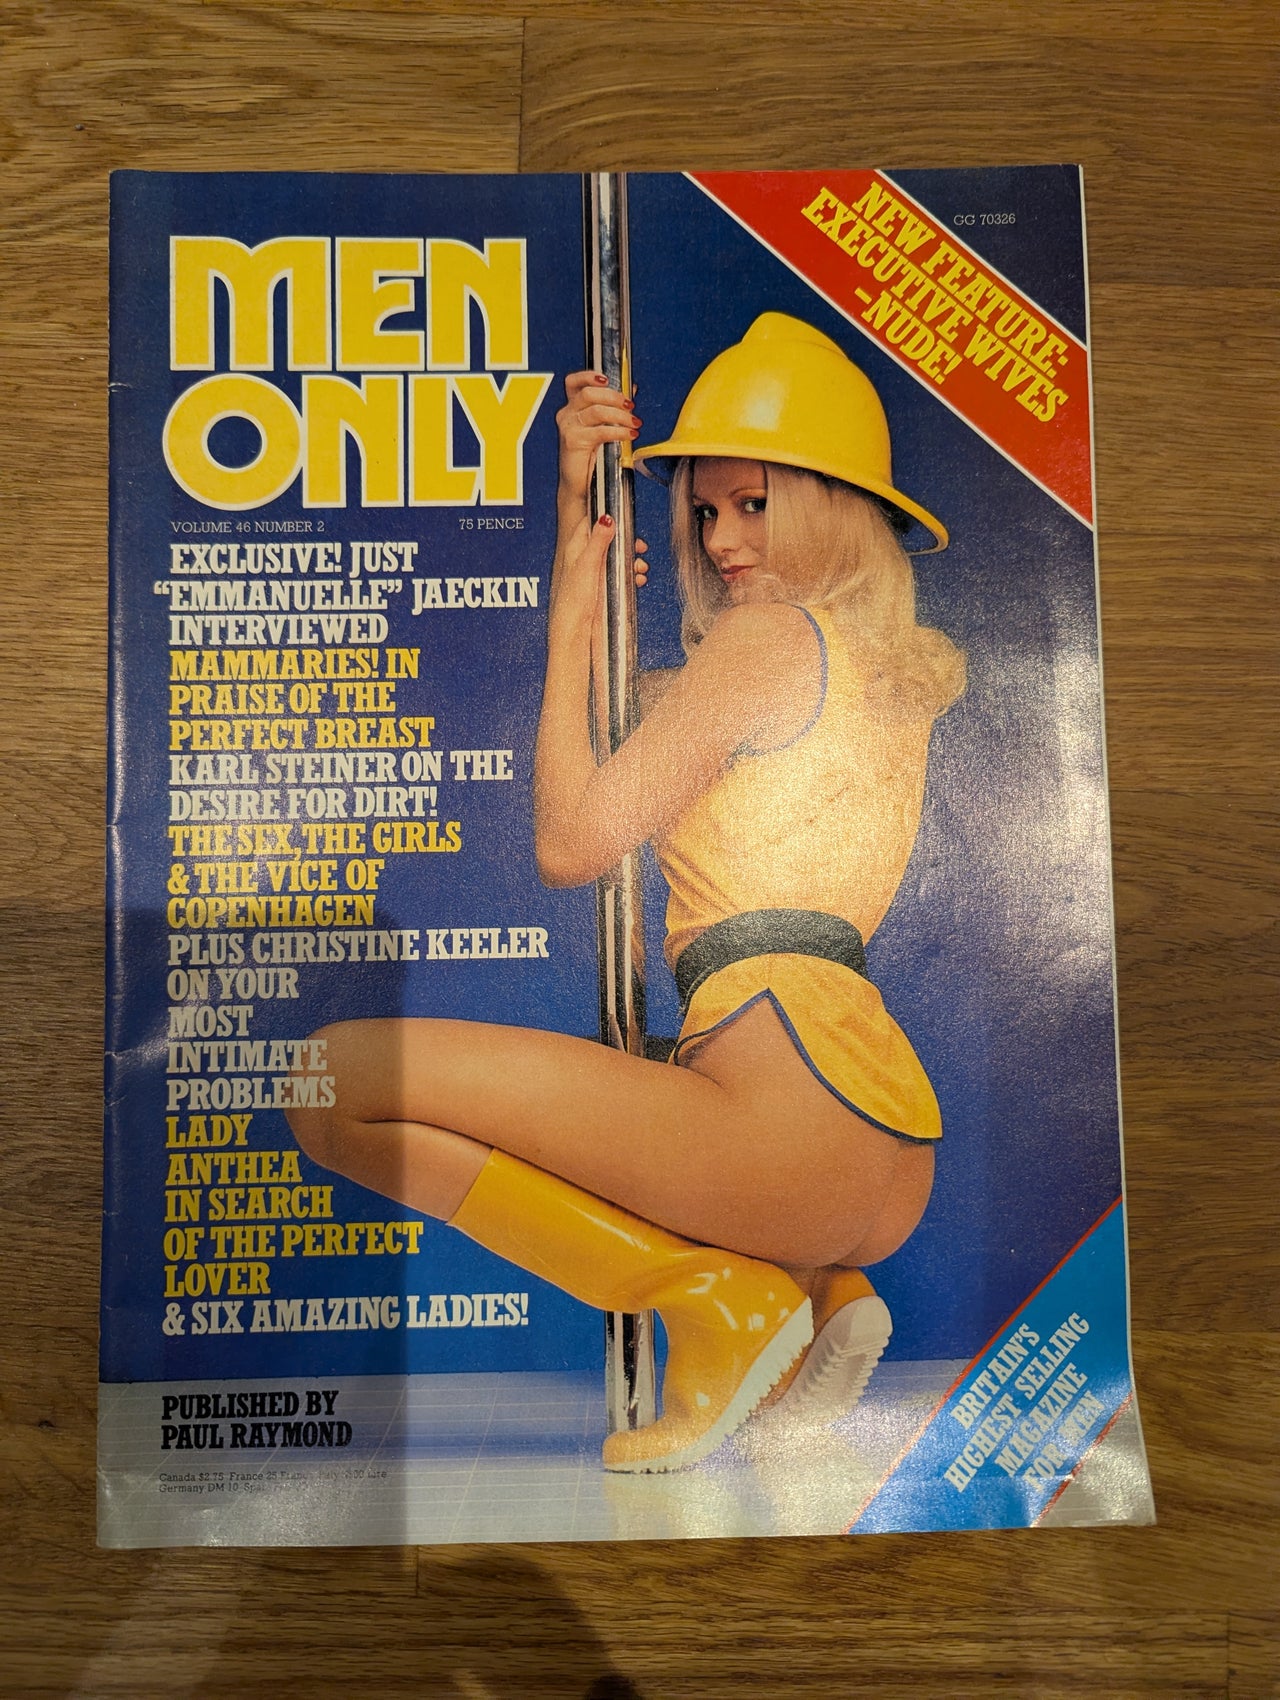 MEN
ONLY
VOLUME 46 NUMBER 2 75 PENCE
GG 70326
NEW FEATURE:
EXECUTIVE WIVES
–NUDE!
EXCLUSIVE! JUST
“EMMANUELLE” JAECKIN
INTERVIEWED
MAMMARIES! IN
PRAISE OF THE
PERFECT BREAST
KARL STEINER ON THE
DESIRE FOR DIRT!
THE SEX, THE GIRLS
& THE VICE OF
COPENHAGEN
PLUS CHRISTINE KEELER
ON YOUR
MOST
INTIMATE
PROBLEMS
LADY
ANTHEA
IN SEARCH
OF THE PERFECT
LOVER
& SIX AMAZING LADIES!
PUBLISHED BY
PAUL RAYMOND
Canada $2.75 France 25 Francs Italy Lire
Germany DM 10
BRITAIN'S
HIGHEST SELLING
MAGAZINE
FOR MEN